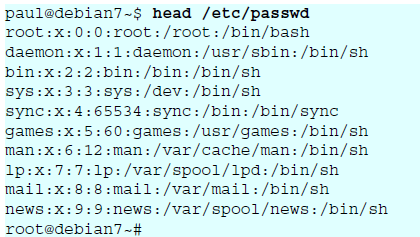 paul@debian7~$ head /etc/passwd
root:x:0:0:root:/root:/bin/bash
daemon:x:1:1:daemon:/usr/sbin:/bin/sh
bin:x:2:2:bin:/bin:/bin/sh
sys:x:3:3:sys:/dev:/bin/sh
sync:x:4:65534:sync:/bin:/bin/sync
games:x:5:60:games:/usr/games:/bin/sh
man:x:6:12:man:/var/cache/man:/bin/sh
lp:x:7:7:lp:/var/spool/lpd:/bin/sh
mail:x:8:8:mail:/var/mail:/bin/sh
news:x:9:9:news:/var/spool/news:/bin/sh
root@debian7~#